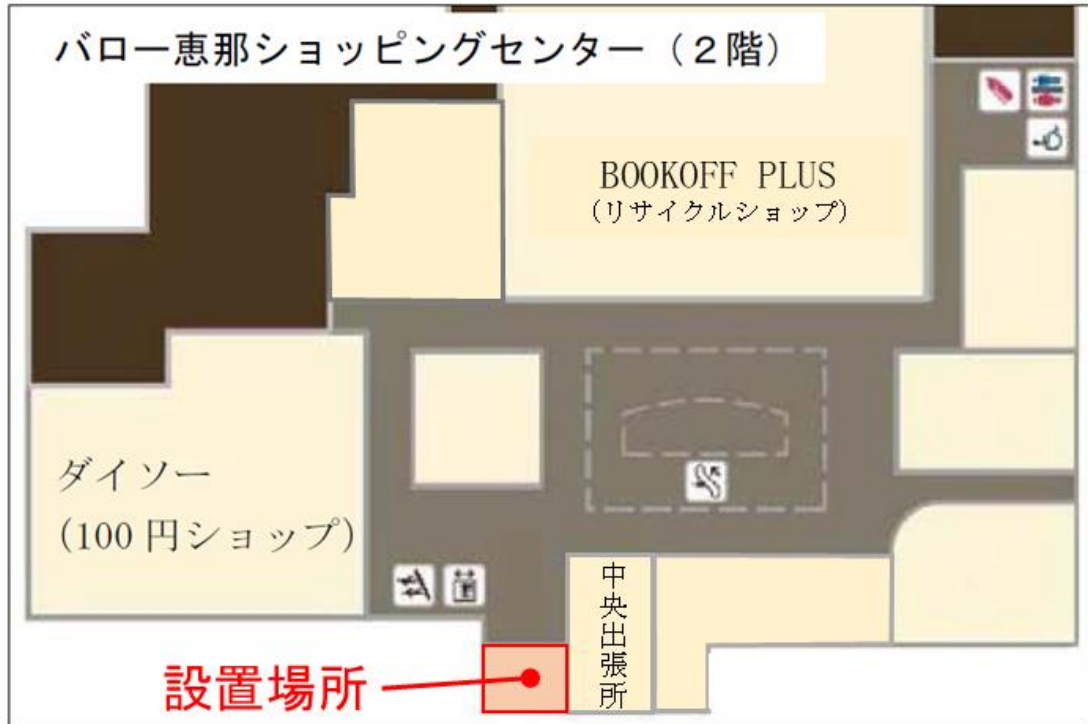 バロー恵那ショッピングセンター（２階）
BOOKOFF PLUS
(リサイクルショップ)
ダイソー
(100 円ショップ)
中央出張所
設置場所